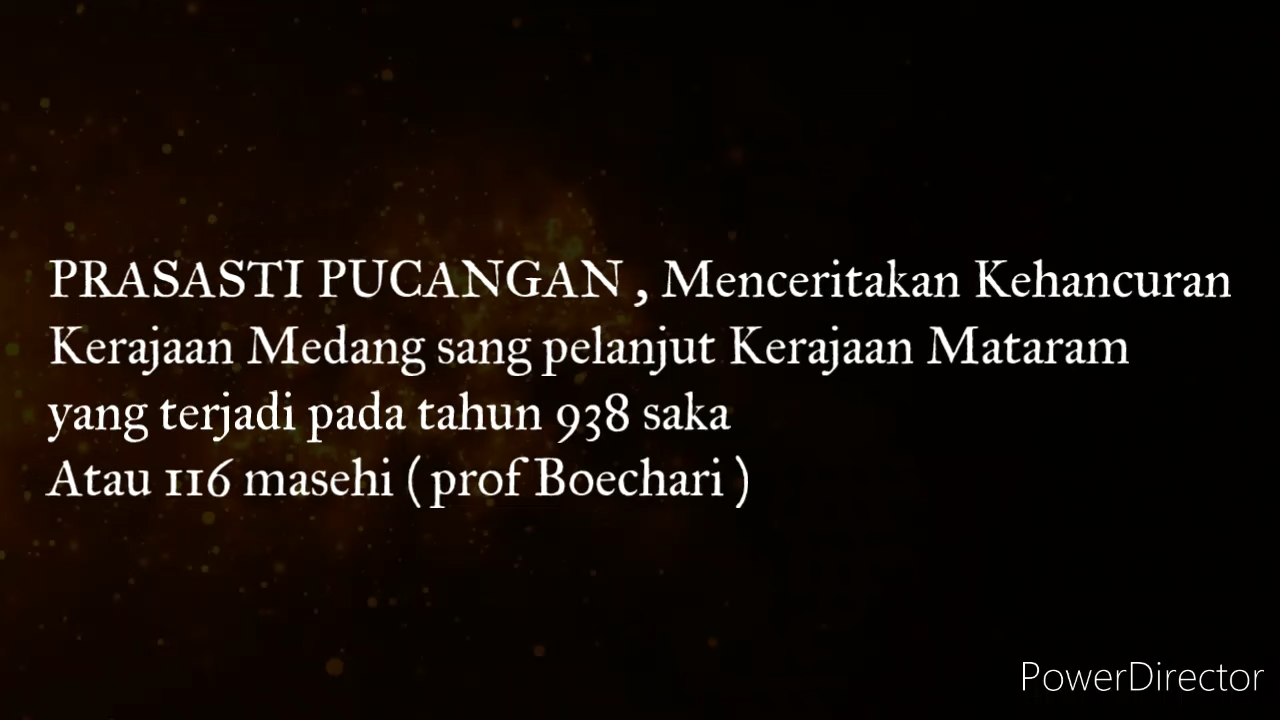 PRASASTI PUCANGAN , Menceritakan Kehancuran
Kerajaan Medang sang pelanjut Kerajaan Mataram
yang terjadi pada tahun 938 saka
Atau 116 masehi ( prof Boechari )
PowerDirector